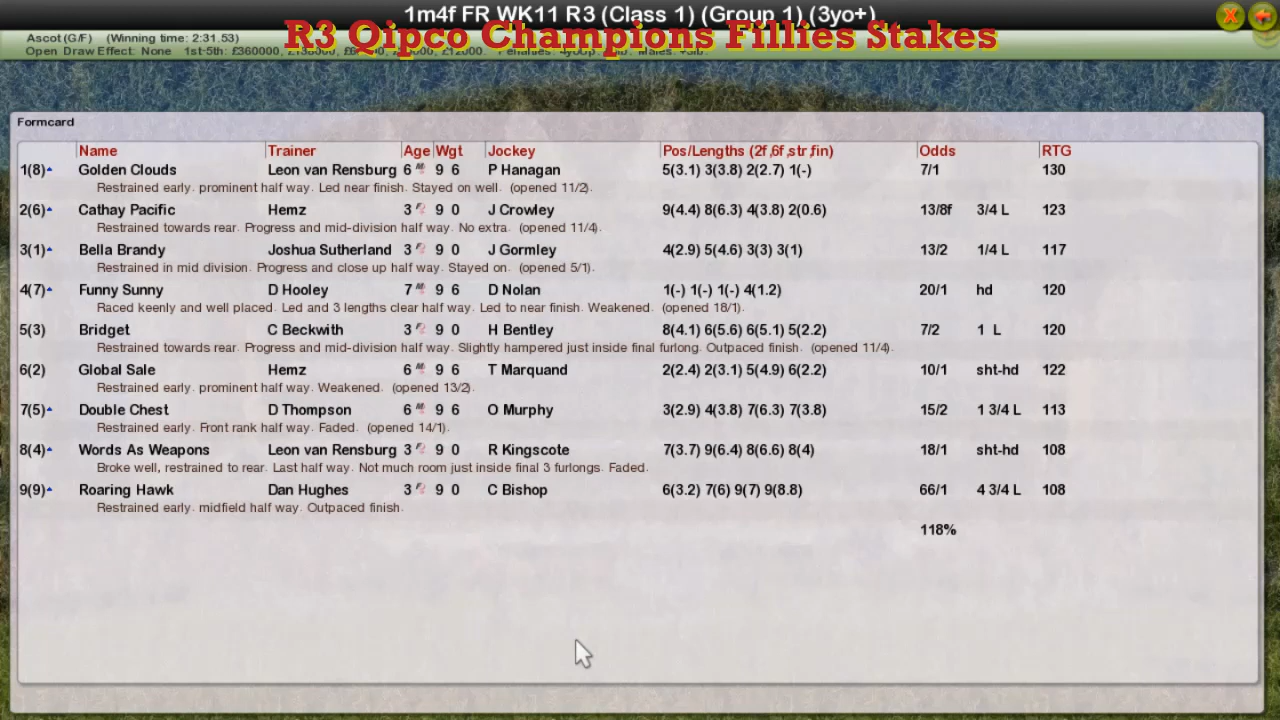 1m4f FR WK11 R3 (Class 1) (Group 1) (3yo+)
R3 Qipco Champions Fillies Stakes
Ascot(G/F) (Winning time: 2:31.53)
Open Draw Effect: None 1st-5th: £360000,
Formcard
Name Trainer Age Wgt Jockey Pos/Lengths (2f,6f,str,fin) Odds RTG
1(8) Golden Clouds Leon van Rensburg 6 9 6 P Hanagan 5(3.1) 3(3.8) 2(2.7) 1(-) 7/1 130
Restrained early. prominent half way. Led near finish. Stayed on well. (opened 11/2).
2(6) Cathay Pacific Hemz 3 9 0 J Crowley 9(4.4) 8(6.3) 4(3.8) 2(0.6) 13/8f 3/4 L 123
Restrained towards rear. Progress and mid-division half way. No extra. (opened 11/4).
3(1) Bella Brandy Joshua Sutherland 3 9 0 J Gormley 4(2.9) 5(4.6) 3(3) 3(1) 13/2 1/4 L 117
Restrained in mid division. Progress and close up half way. Stayed on. (opened 5/1).
4(7) Funny Sunny D Hooley 7 9 6 D Nolan 1(-) 1(-) 1(-) 4(1.2) 20/1 hd 120
Raced keenly and well placed. Led and 3 lengths clear half way. Led to near finish. Weakened. (opened 18/1).
5(3) Bridget C Beckwith 3 9 0 H Bentley 8(4.1) 6(5.6) 6(5.1) 5(2.2) 7/2 1 L 120
Restrained towards rear. Progress and mid-division half way. Slightly hampered just inside final furlong. Outpaced finish. (opened 11/4).
6(2) Global Sale Hemz 6 9 6 T Marquand 2(2.4) 2(3.1) 5(4.9) 6(2.2) 10/1 sht-hd 122
Restrained early. prominent half way. Weakened. (opened 13/2).
7(5) Double Chest D Thompson 6 9 6 O Murphy 3(2.9) 4(3.8) 7(6.3) 7(3.8) 15/2 1 3/4 L 113
Restrained early. Front rank half way. Faded. (opened 14/1).
8(4) Words As Weapons Leon van Rensburg 3 9 0 R Kingscote 7(3.7) 9(6.4) 8(6.6) 8(4) 18/1 sht-hd 108
Broke well, restrained to rear. Last half way. Not much room just inside final 3 furlongs. Faded.
9(9) Roaring Hawk Dan Hughes 3 9 0 C Bishop 6(3.2) 7(6) 9(7) 9(8.8) 66/1 4 3/4 L 108
Restrained early. midfield half way. Outpaced finish.
118%